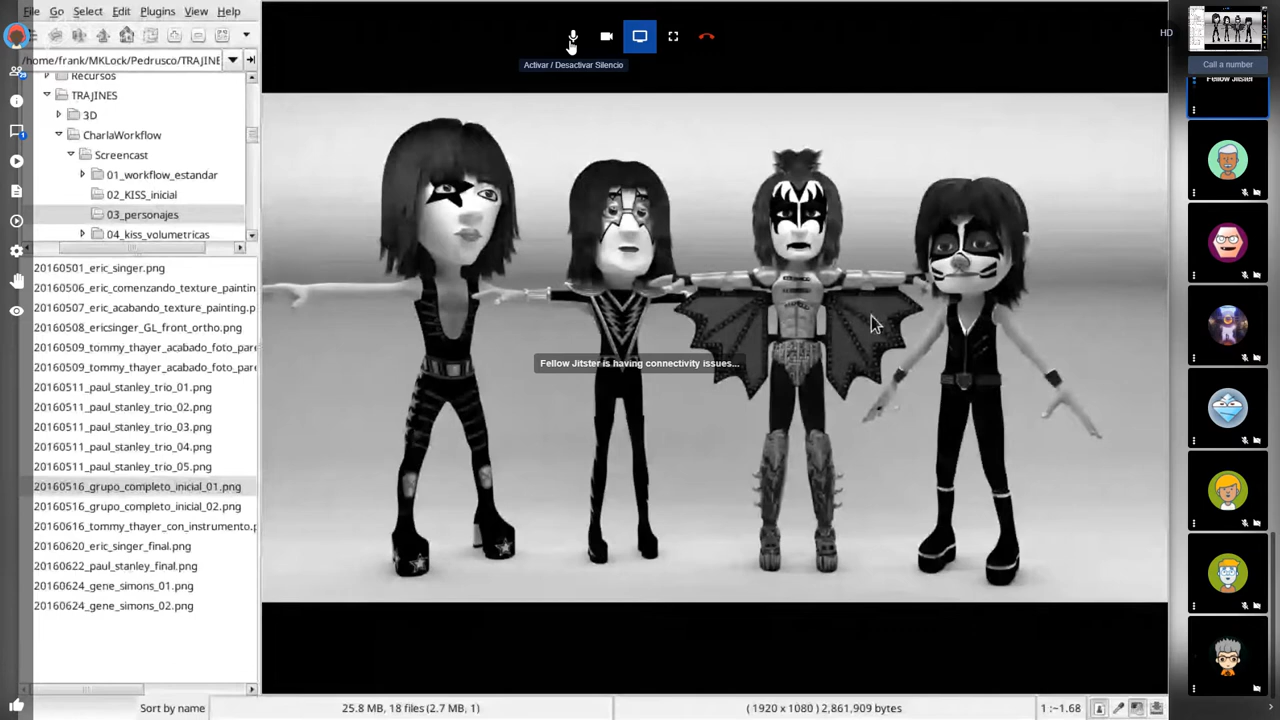 File Go Select Edit Plugins View Help
/home/frank/MKLock/Pedrusco/TRAJINE
Recursos
TRAJINES
3D
CharlaWorkflow
Screencast
01_workflow_estandar
02_KISS_inicial
03_personajes
04_kiss_volumetricas
20160501_eric_singer.png
20160506_eric_comenzando_texture_painting.
20160507_eric_acabando_texture_painting.p
20160508_ericsinger_GL_front_ortho.png
20160509_tommy_thayer_acabado_foto_pare
20160509_tommy_thayer_acabado_foto_pare
20160511_paul_stanley_trio_01.png
20160511_paul_stanley_trio_02.png
20160511_paul_stanley_trio_03.png
20160511_paul_stanley_trio_04.png
20160511_paul_stanley_trio_05.png
20160516_grupo_completo_inicial_01.png
20160516_grupo_completo_inicial_02.png
20160616_tommy_thayer_con_instrumento.p
20160620_eric_singer_final.png
20160622_paul_stanley_final.png
20160624_gene_simons_01.png
20160624_gene_simons_02.png
Sort by name
25.8 MB, 18 files (2.7 MB, 1)
( 1920 x 1080 ) 2,861,909 bytes
1 :~1.68
Activar / Desactivar Silencio
Fellow Jitster is having connectivity issues...
HD
Call a number
Fellow Jitster